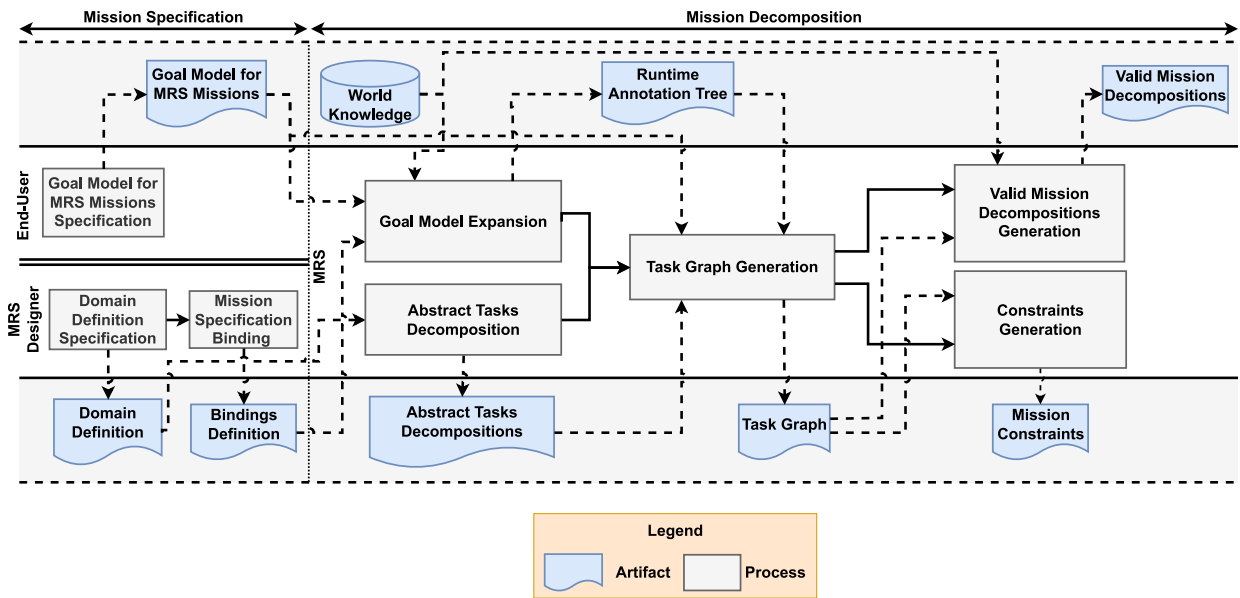 Mission Specification
Mission Decomposition
Goal Model for
MRS Missions
World
Knowledge
Runtime
Annotation Tree
Valid Mission
Decompositions
End-User
Goal Model for
MRS Missions
Specification
MRS
Goal Model Expansion
Task Graph Generation
Valid Mission
Decompositions
Generation
MRS
Designer
Domain
Definition
Specification
Mission
Specification
Binding
Abstract Tasks
Decomposition
Constraints
Generation
Domain
Definition
Bindings
Definition
Abstract Tasks
Decompositions
Task Graph
Mission
Constraints
Legend
Artifact
Process